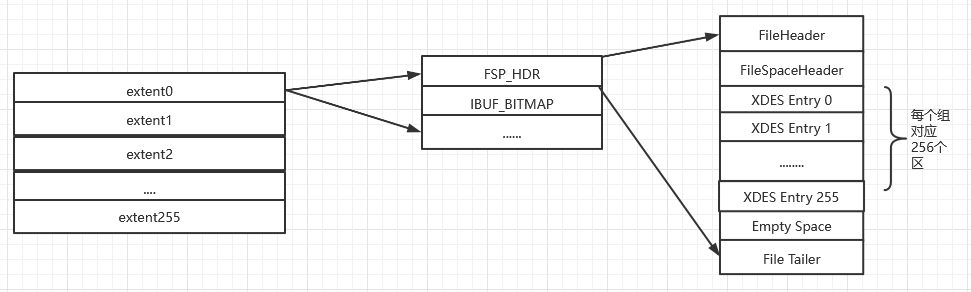 extent0
extent1
extent2
....
extent255
FSP_HDR
IBUF_BITMAP
......
FileHeader
FileSpaceHeader
XDES Entry 0
XDES Entry 1
........
XDES Entry 255
Empty Space
File Tailer
每个组
对应
256个
区